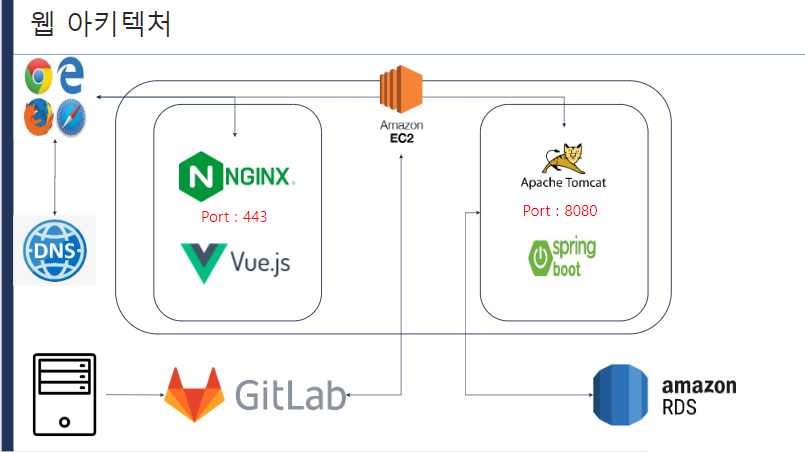 웹 아키텍처
Amazon
EC2
NGINX
Port : 443
Vue.js
Apache Tomcat
Port : 8080
spring
boot
DNS
GitLab
amazon
RDS